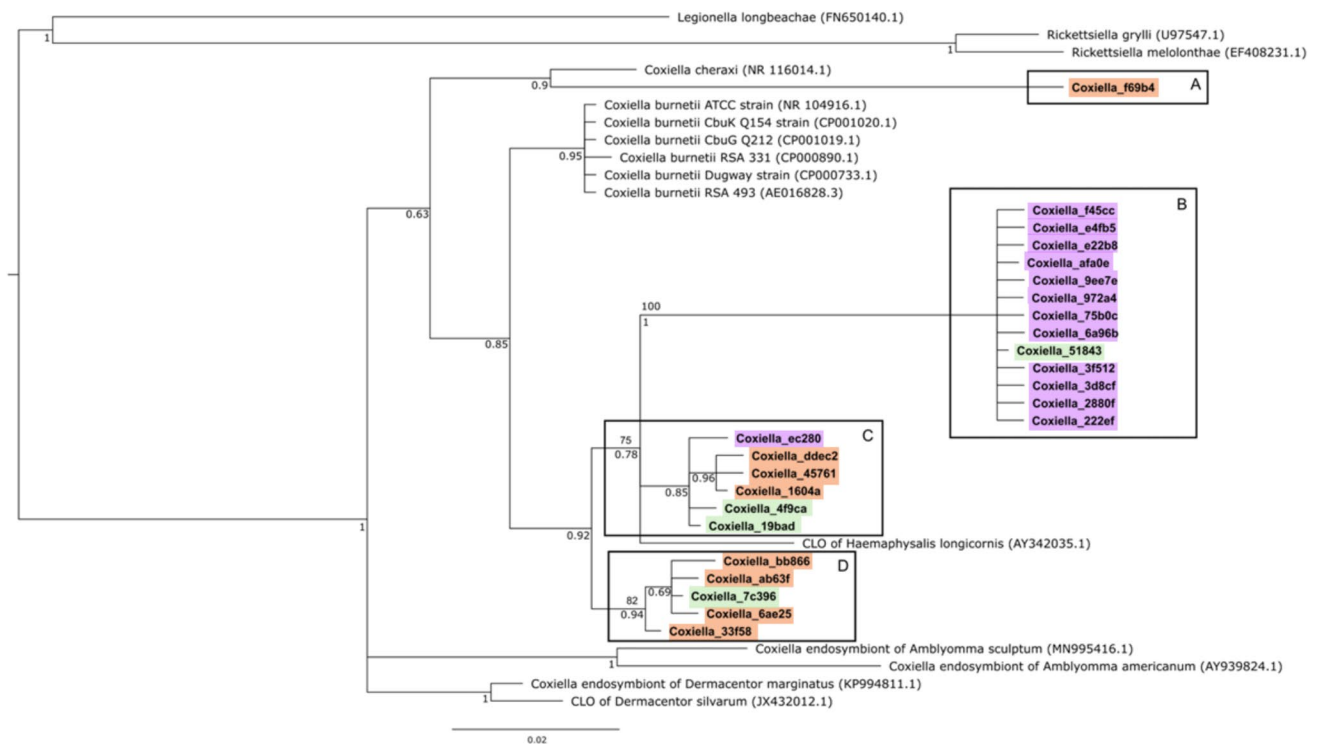 Legionella longbeachae (FN650140.1)
1
Rickettsiella grylli (U97547.1)
1
Rickettsiella melolonthae (EF408231.1)
Coxiella cheraxi (NR 116014.1)
0.9
Coxiella_f69b4
A
Coxiella burnetii ATCC strain (NR 104916.1)
Coxiella burnetii CbuK Q154 strain (CP001020.1)
Coxiella burnetii CbuG Q212 (CP001019.1)
0.95
Coxiella burnetii RSA 331 (CP000890.1)
Coxiella burnetii Dugway strain (CP000733.1)
Coxiella burnetii RSA 493 (AE016828.3)
0.63
B
Coxiella_f45cc
Coxiella_e4fb5
Coxiella_e22b8
Coxiella_afa0e
Coxiella_9ee7e
Coxiella_972a4
100
1
Coxiella_75b0c
Coxiella_6a96b
0.85
Coxiella_51843
Coxiella_3f512
Coxiella_3d8cf
Coxiella_2880f
Coxiella_222ef
75
0.78
C
Coxiella_ec280
Coxiella_ddec2
0.96
Coxiella_45761
0.85
Coxiella_1604a
Coxiella_4f9ca
Coxiella_19bad
1
0.92
CLO of Haemaphysalis longicornis (AY342035.1)
D
Coxiella_bb866
Coxiella_ab63f
0.69
Coxiella_7c396
82
0.94
Coxiella_6ae25
Coxiella_33f58
Coxiella endosymbiont of Amblyomma sculptum (MN995416.1)
1
Coxiella endosymbiont of Amblyomma americanum (AY939824.1)
Coxiella endosymbiont of Dermacentor marginatus (KP994811.1)
1
CLO of Dermacentor silvarum (JX432012.1)
0.02